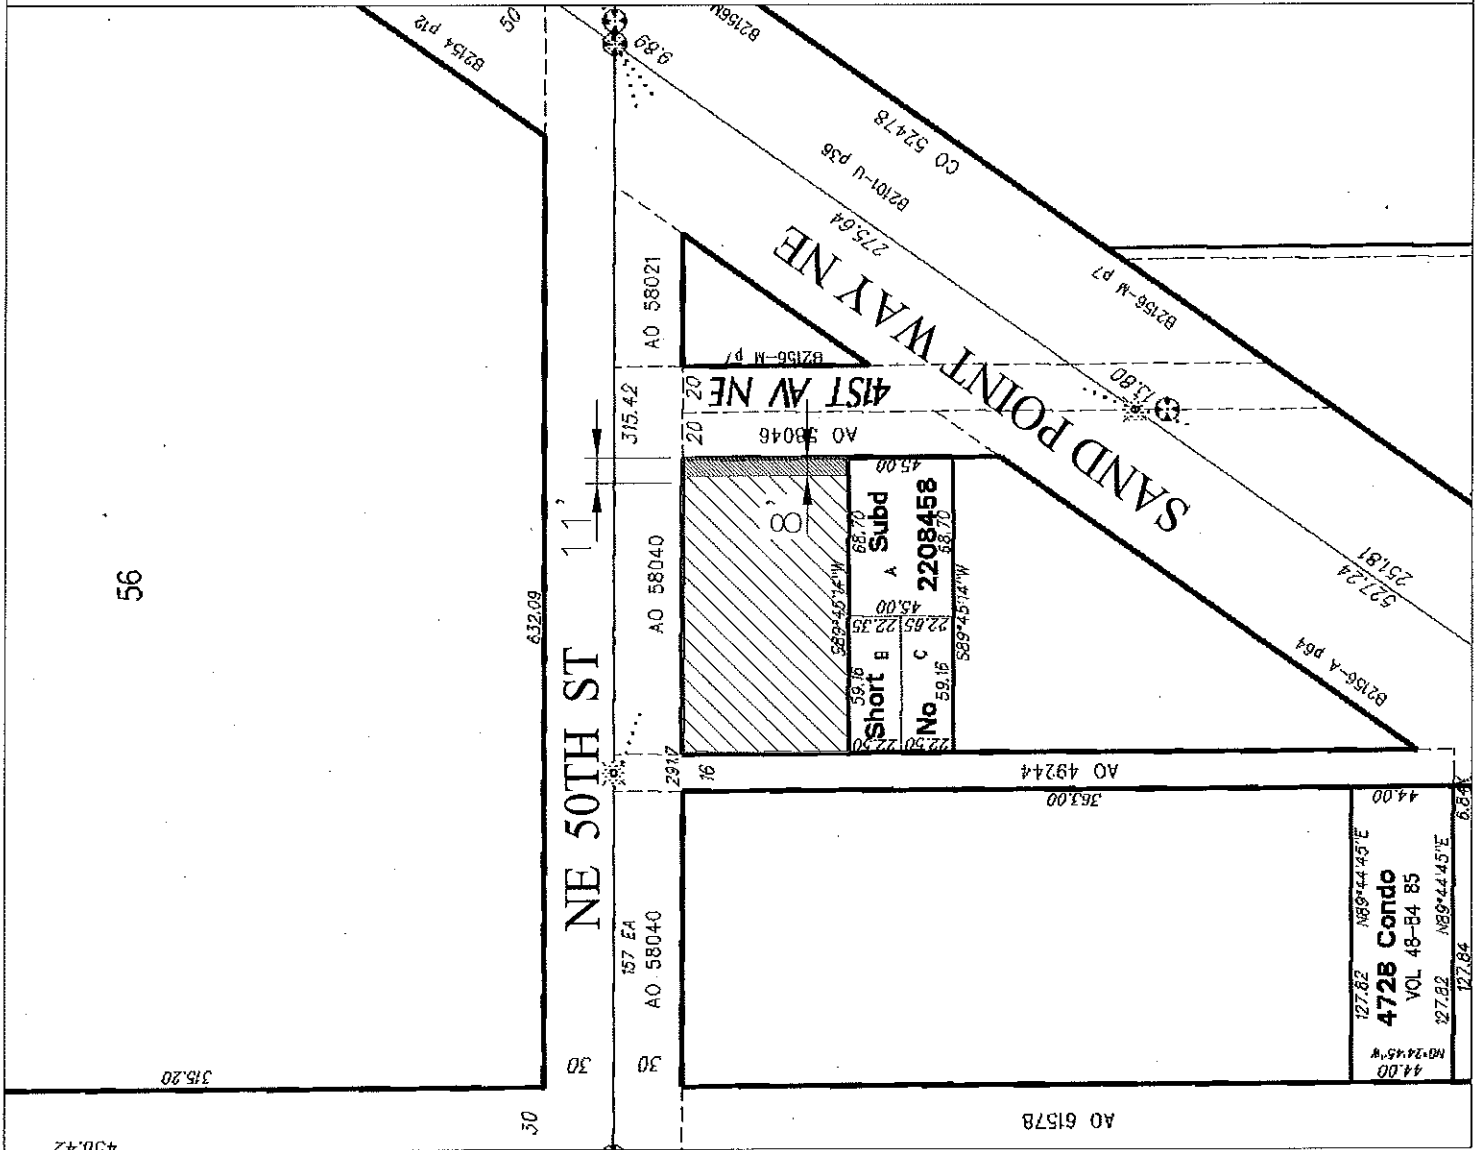 B2154 p12
50
9.89
B2156M
CO 52478
B2101-U p36
275.64
SAND POINT WAY NE
B2156-M p7
13.80
527.24
251.81
B2156-A p64
AO 58021
B2156-M p7
41ST AV NE
20
20
AO 58046
315.42
11'
8'
56
632.09
AO 58040
NE 50TH ST
S89°45'14"W
45.00
68.70
Short Subd
A
No 2208458
68.70
45.00
22.35
22.65
B
C
59.16
59.16
22.50
22.50
S89°45'14"W
16
AO 49244
363.00
44.00
6.84
157 EA
AO 58040
30
30
30
315.20
N89°44'45"E
127.82
4728 Condo
VOL 48-84 85
N89°44'45"E
127.82
127.84
N0°24'45"W
44.00
AO 61578